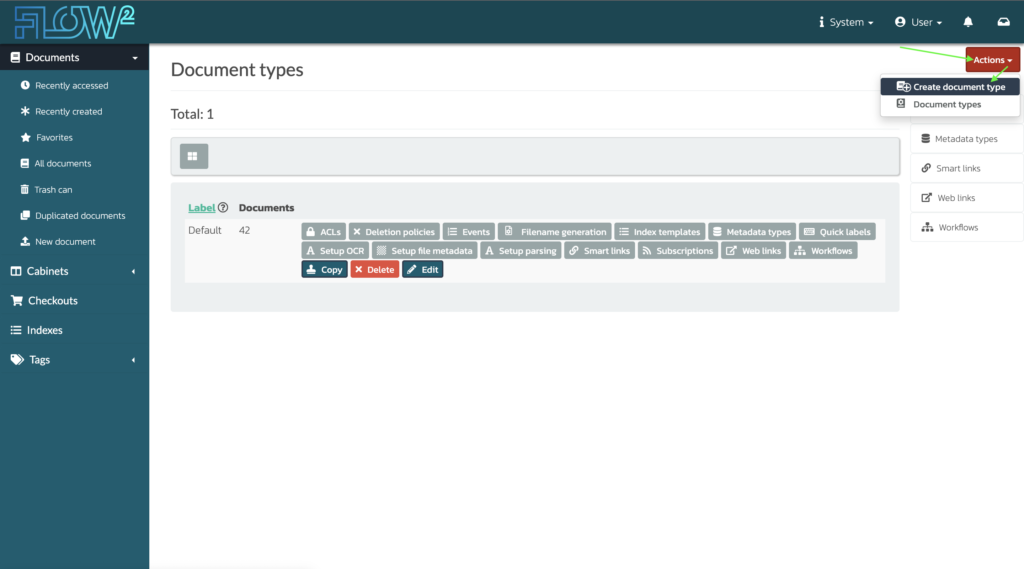 FLOW2
System
User
Documents
Recently accessed
Recently created
Favorites
All documents
Trash can
Duplicated documents
New document
Cabinets
Checkouts
Indexes
Tags
Document types
Total: 1
Label
Documents
Default
42
ACLs
Deletion policies
Events
Filename generation
Index templates
Metadata types
Quick labels
Setup OCR
Setup file metadata
Setup parsing
Smart links
Subscriptions
Web links
Workflows
Copy
Delete
Edit
Actions
Create document type
Document types
Metadata types
Smart links
Web links
Workflows